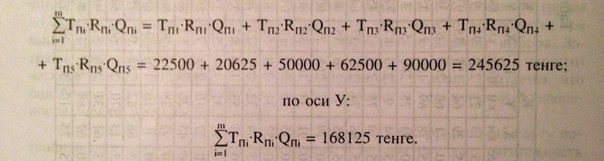 m
∑Tпi·Rпi·Qпi = Tп1·Rп1·Qп1 + Tп2·Rп2·Qп2 + Tп3·Rп3·Qп3 + Tп4·Rп4·Qп4 +
i=1
+ Tп5·Rп5·Qп5 = 22500 + 20625 + 50000 + 62500 + 90000 = 245625 тенге;
по оси У:
m
∑Tпi·Rпi·Qпi = 168125 тенге.
i=1